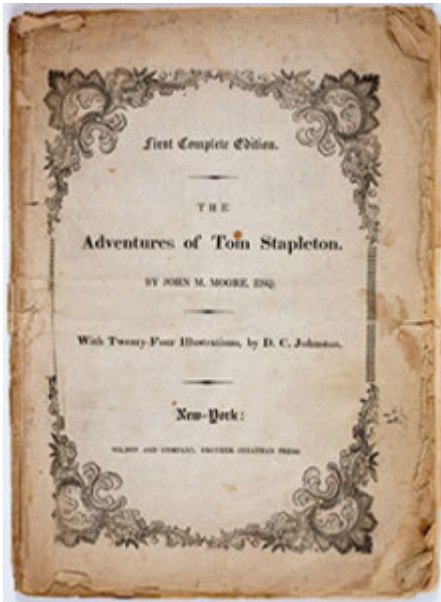 First Complete Edition.
THE
Adventures of Tom Stapleton.
BY JOHN M. MOORE, ESQ.
With Twenty-Four Illustrations, by D. C. Johnston.
New-York:
WILSON AND COMPANY, BROTHER JONATHAN PRESS